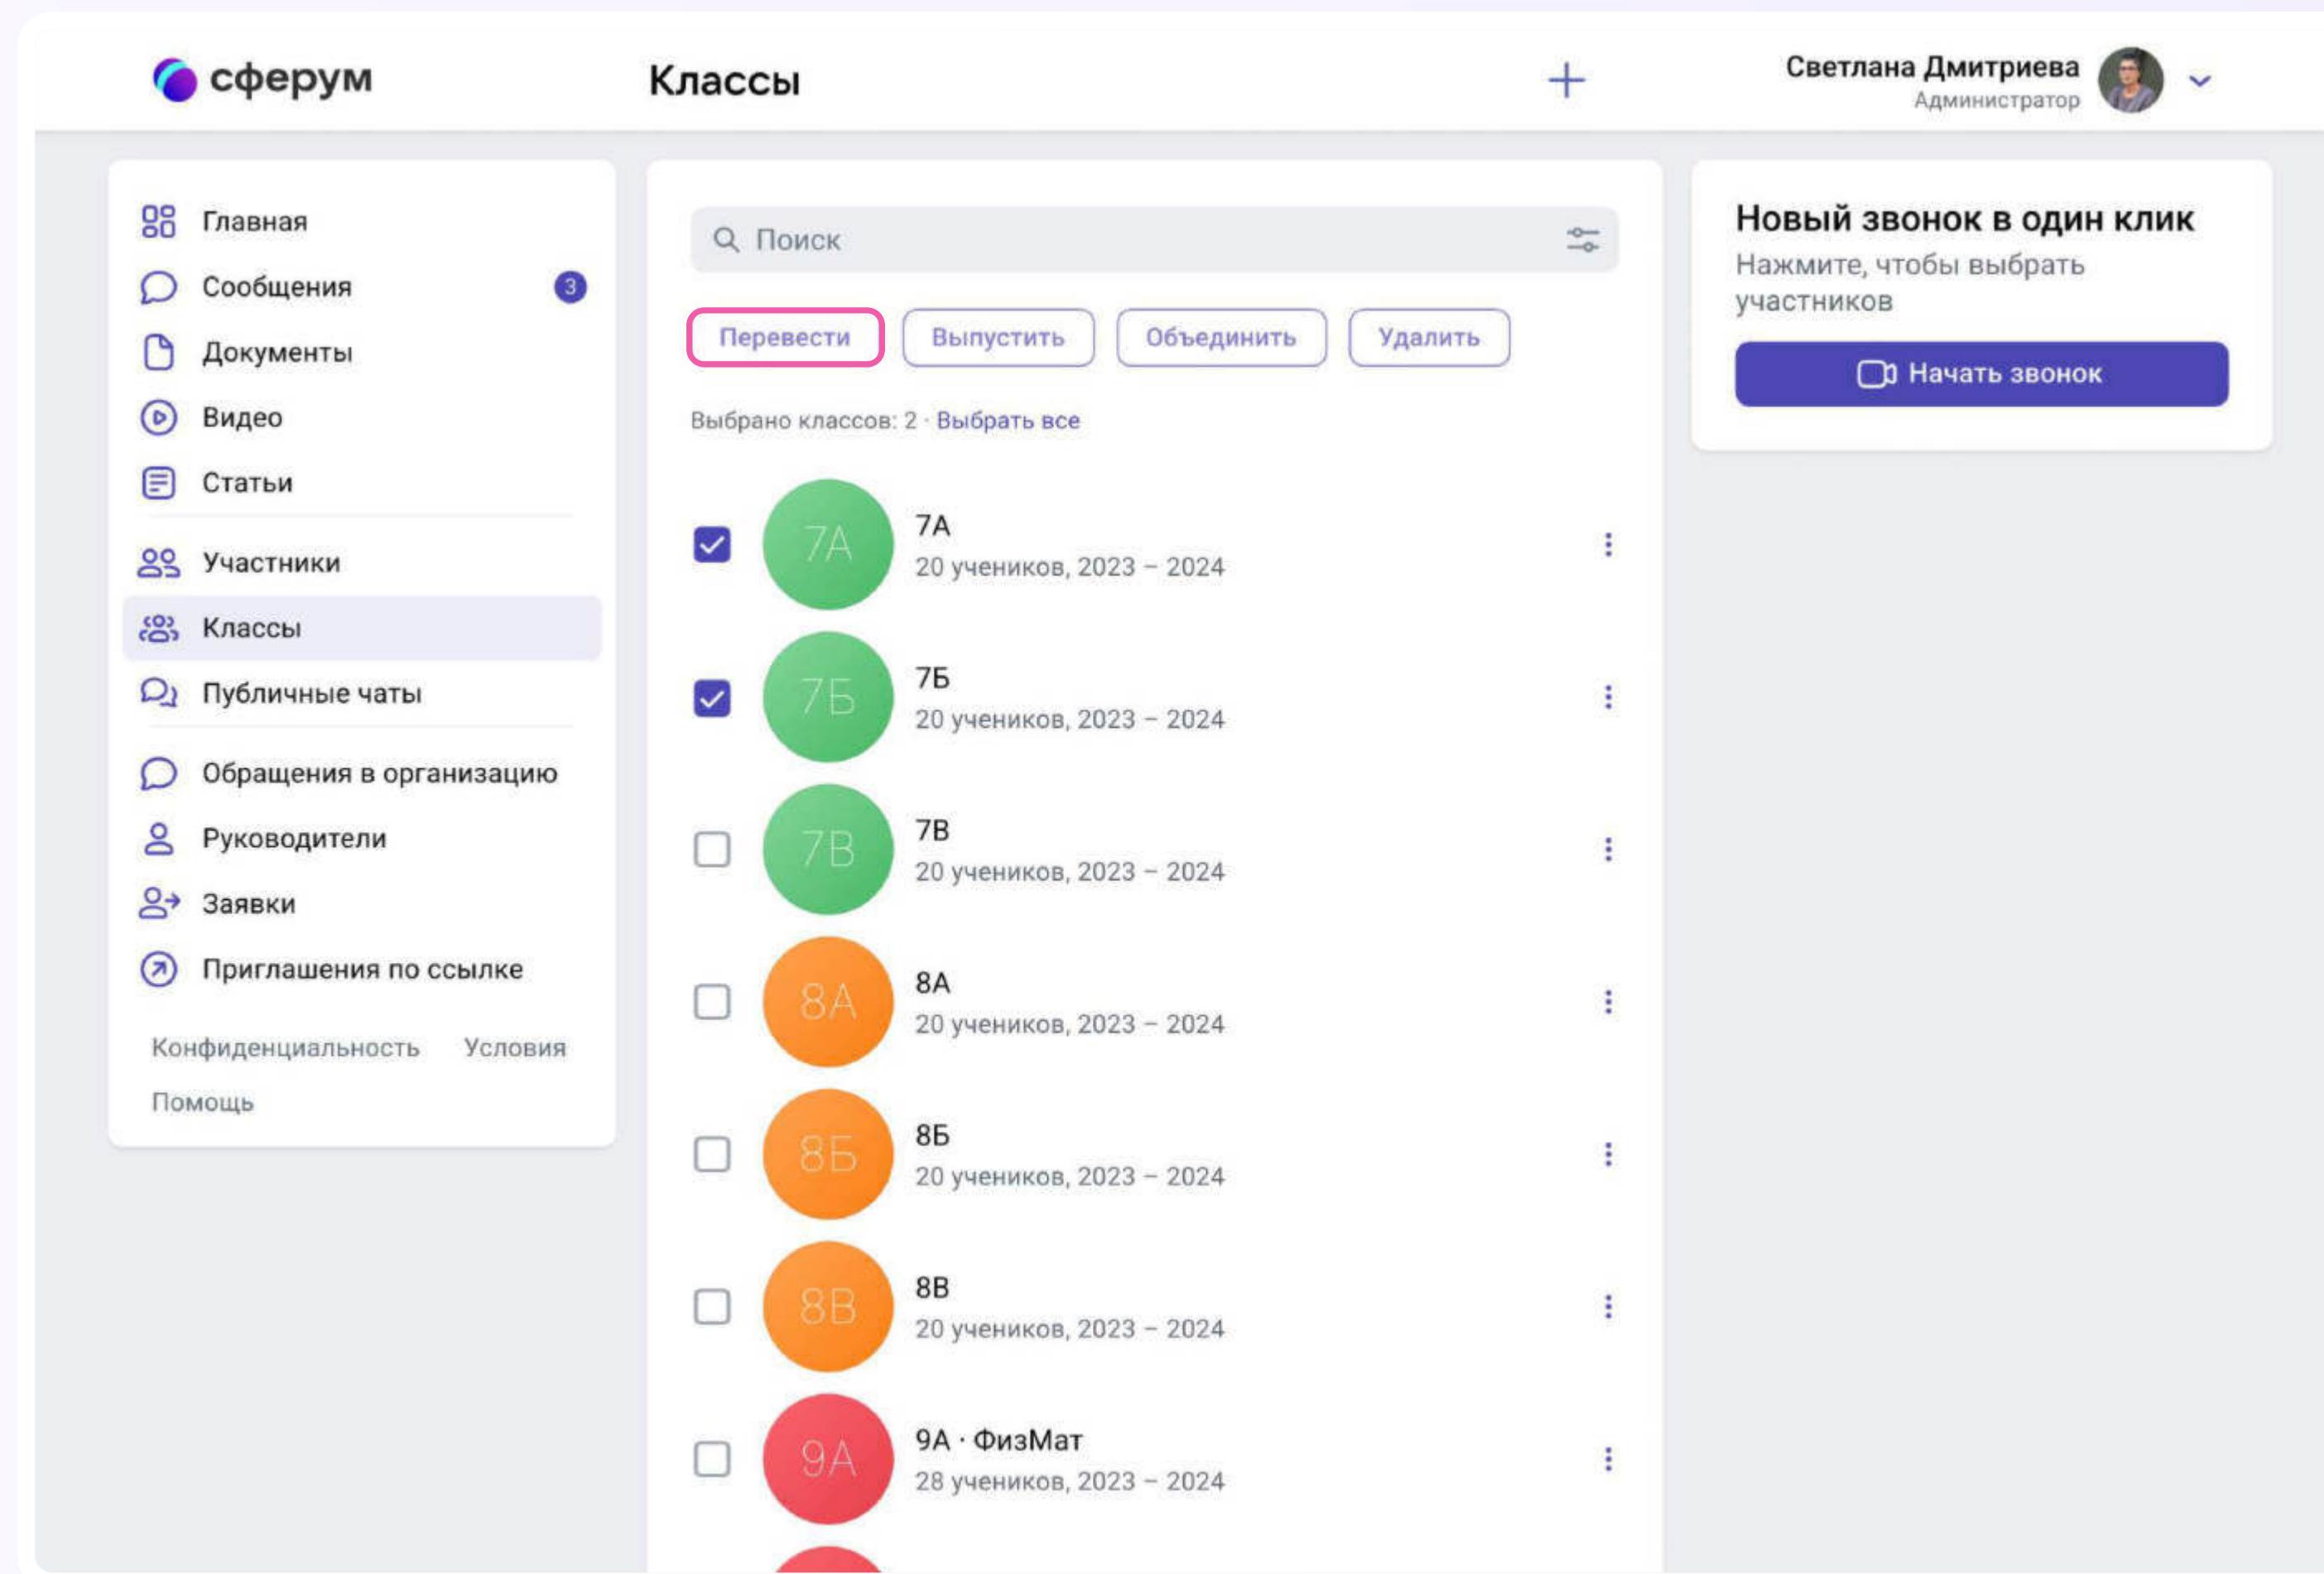 сферум
Классы
Светлана Дмитриева
Администратор
Главная
Сообщения
3
Документы
Видео
Статьи
Участники
Классы
Публичные чаты
Обращения в организацию
Руководители
Заявки
Приглашения по ссылке
Конфиденциальность Условия
Помощь
Поиск
Перевести Выпустить Объединить Удалить
Выбрано классов: 2 · Выбрать все
7А
7А
20 учеников, 2023 – 2024
7Б
7Б
20 учеников, 2023 – 2024
7В
7В
20 учеников, 2023 – 2024
8А
8А
20 учеников, 2023 – 2024
8Б
8Б
20 учеников, 2023 – 2024
8В
8В
20 учеников, 2023 – 2024
9А
9А · ФизМат
28 учеников, 2023 – 2024
Новый звонок в один клик
Нажмите, чтобы выбрать
участников
Начать звонок